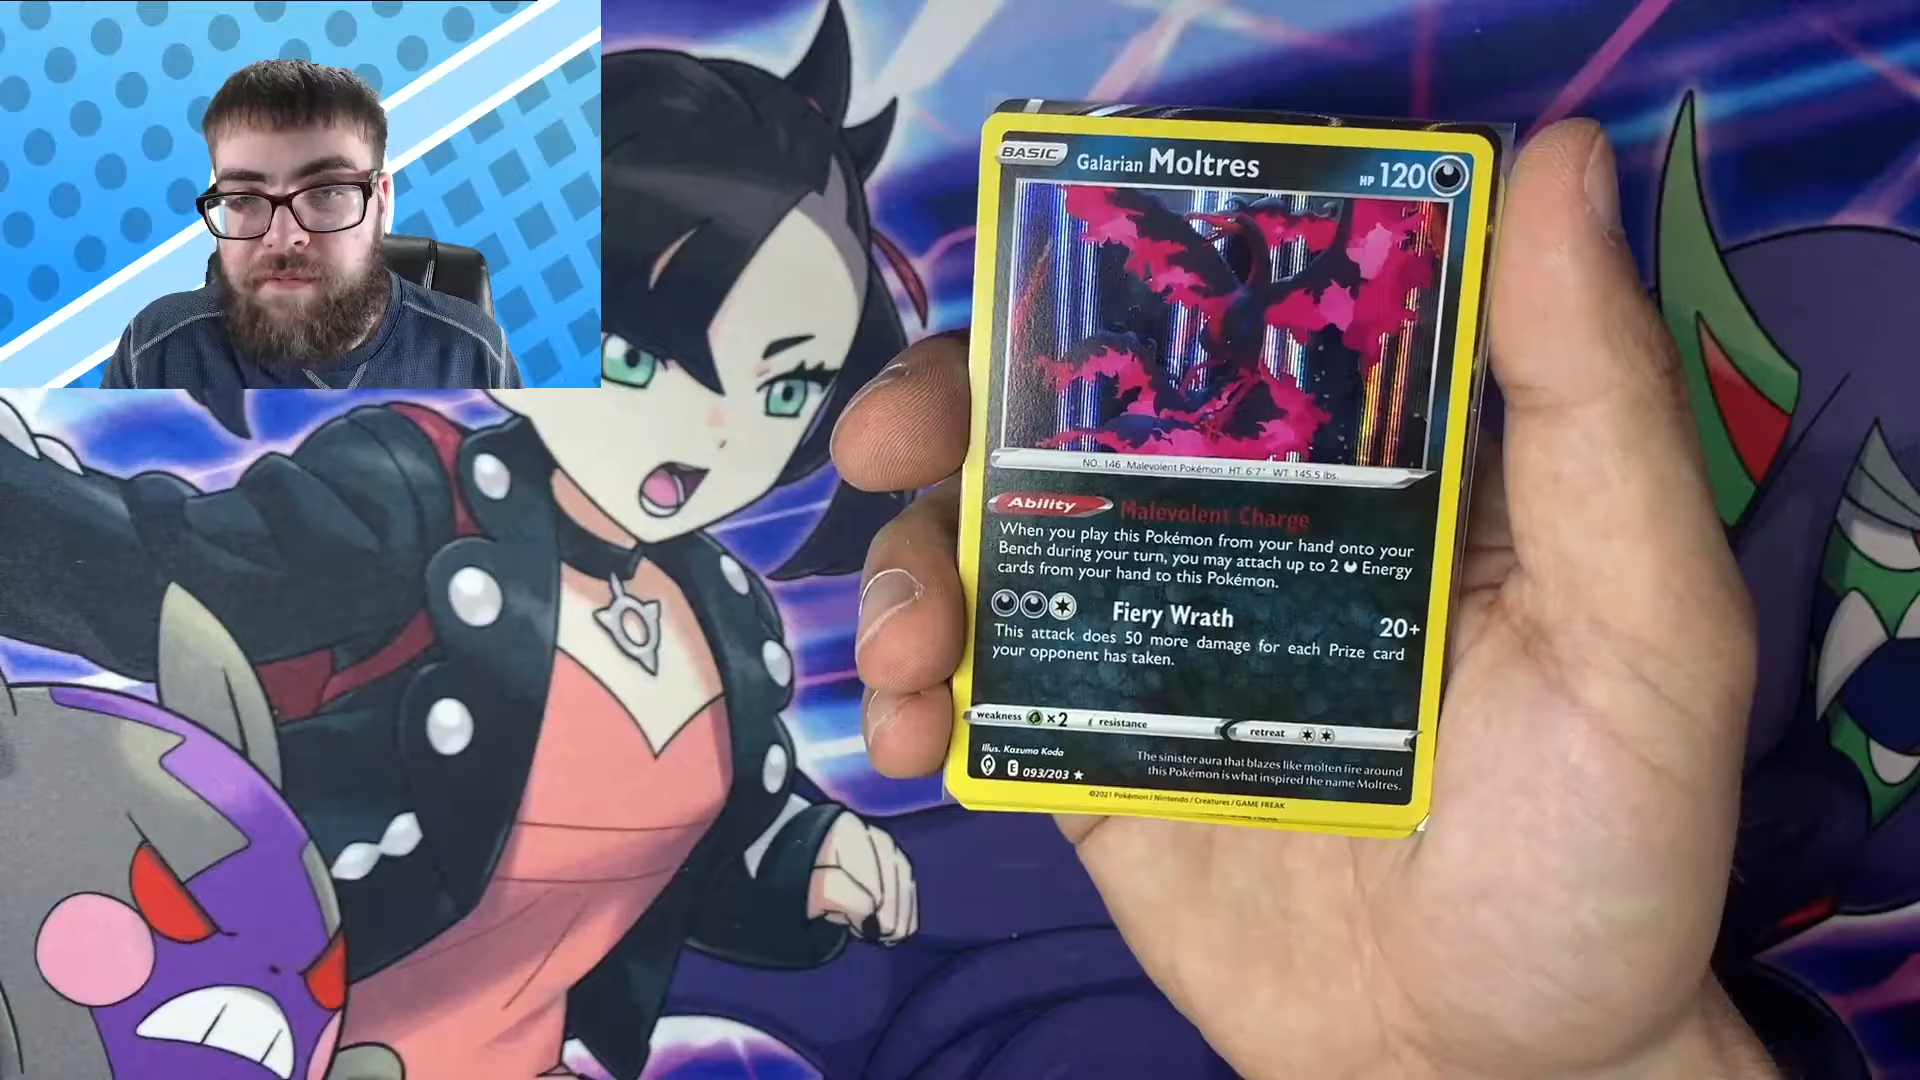 BASIC Galarian Moltres HP 120
NO. 146 Malevolent Pokémon HT: 6'7" WT: 145.5 lbs.
Ability Malevolent Charge
When you play this Pokémon from your hand onto your
Bench during your turn, you may attach up to 2 Energy
cards from your hand to this Pokémon.
Fiery Wrath 20+
This attack does 50 more damage for each Prize card
your opponent has taken.
weakness ×2 resistance retreat
Illus. Kazuma Koda
E 093/203 ★
The sinister aura that blazes like molten fire around
this Pokémon is what inspired the name Moltres.
©2021 Pokémon / Nintendo / Creatures / GAME FREAK